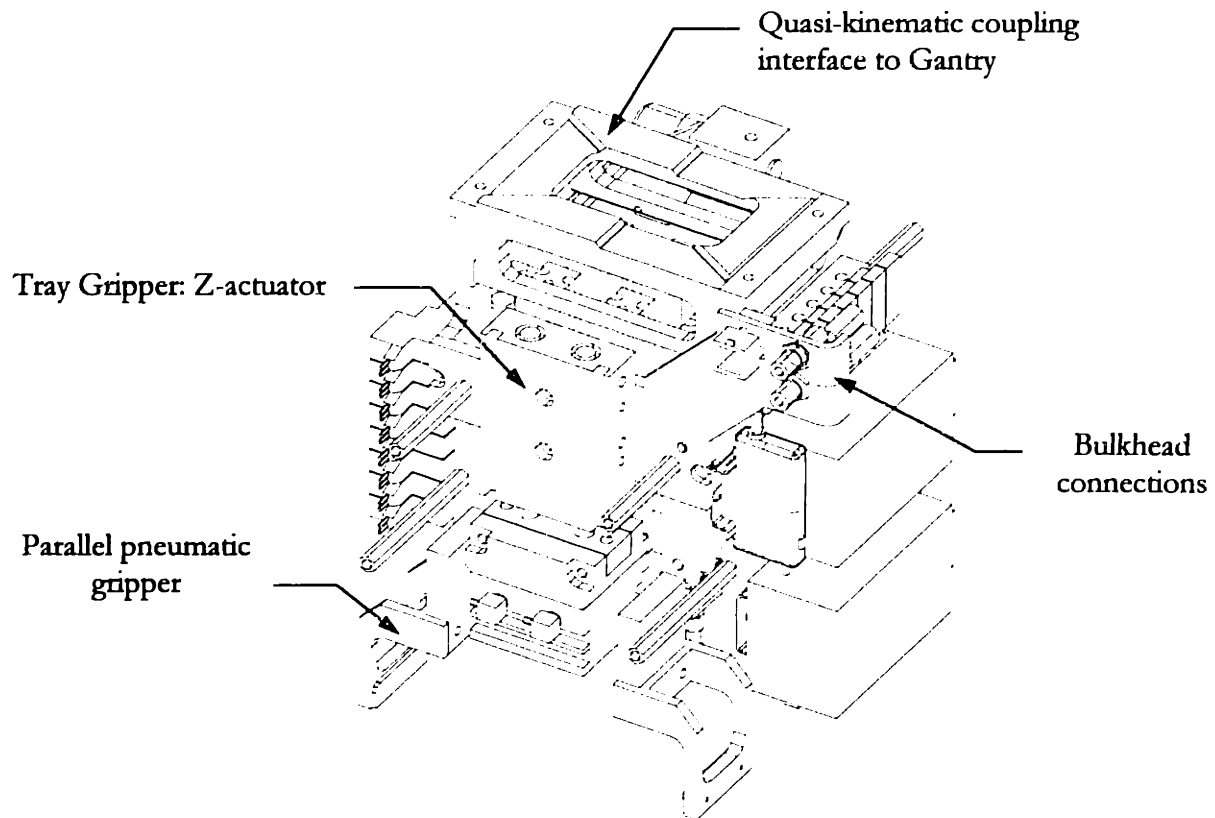 Quasi-kinematic coupling
interface to Gantry
Tray Gripper: Z-actuator
Bulkhead
connections
Parallel pneumatic
gripper